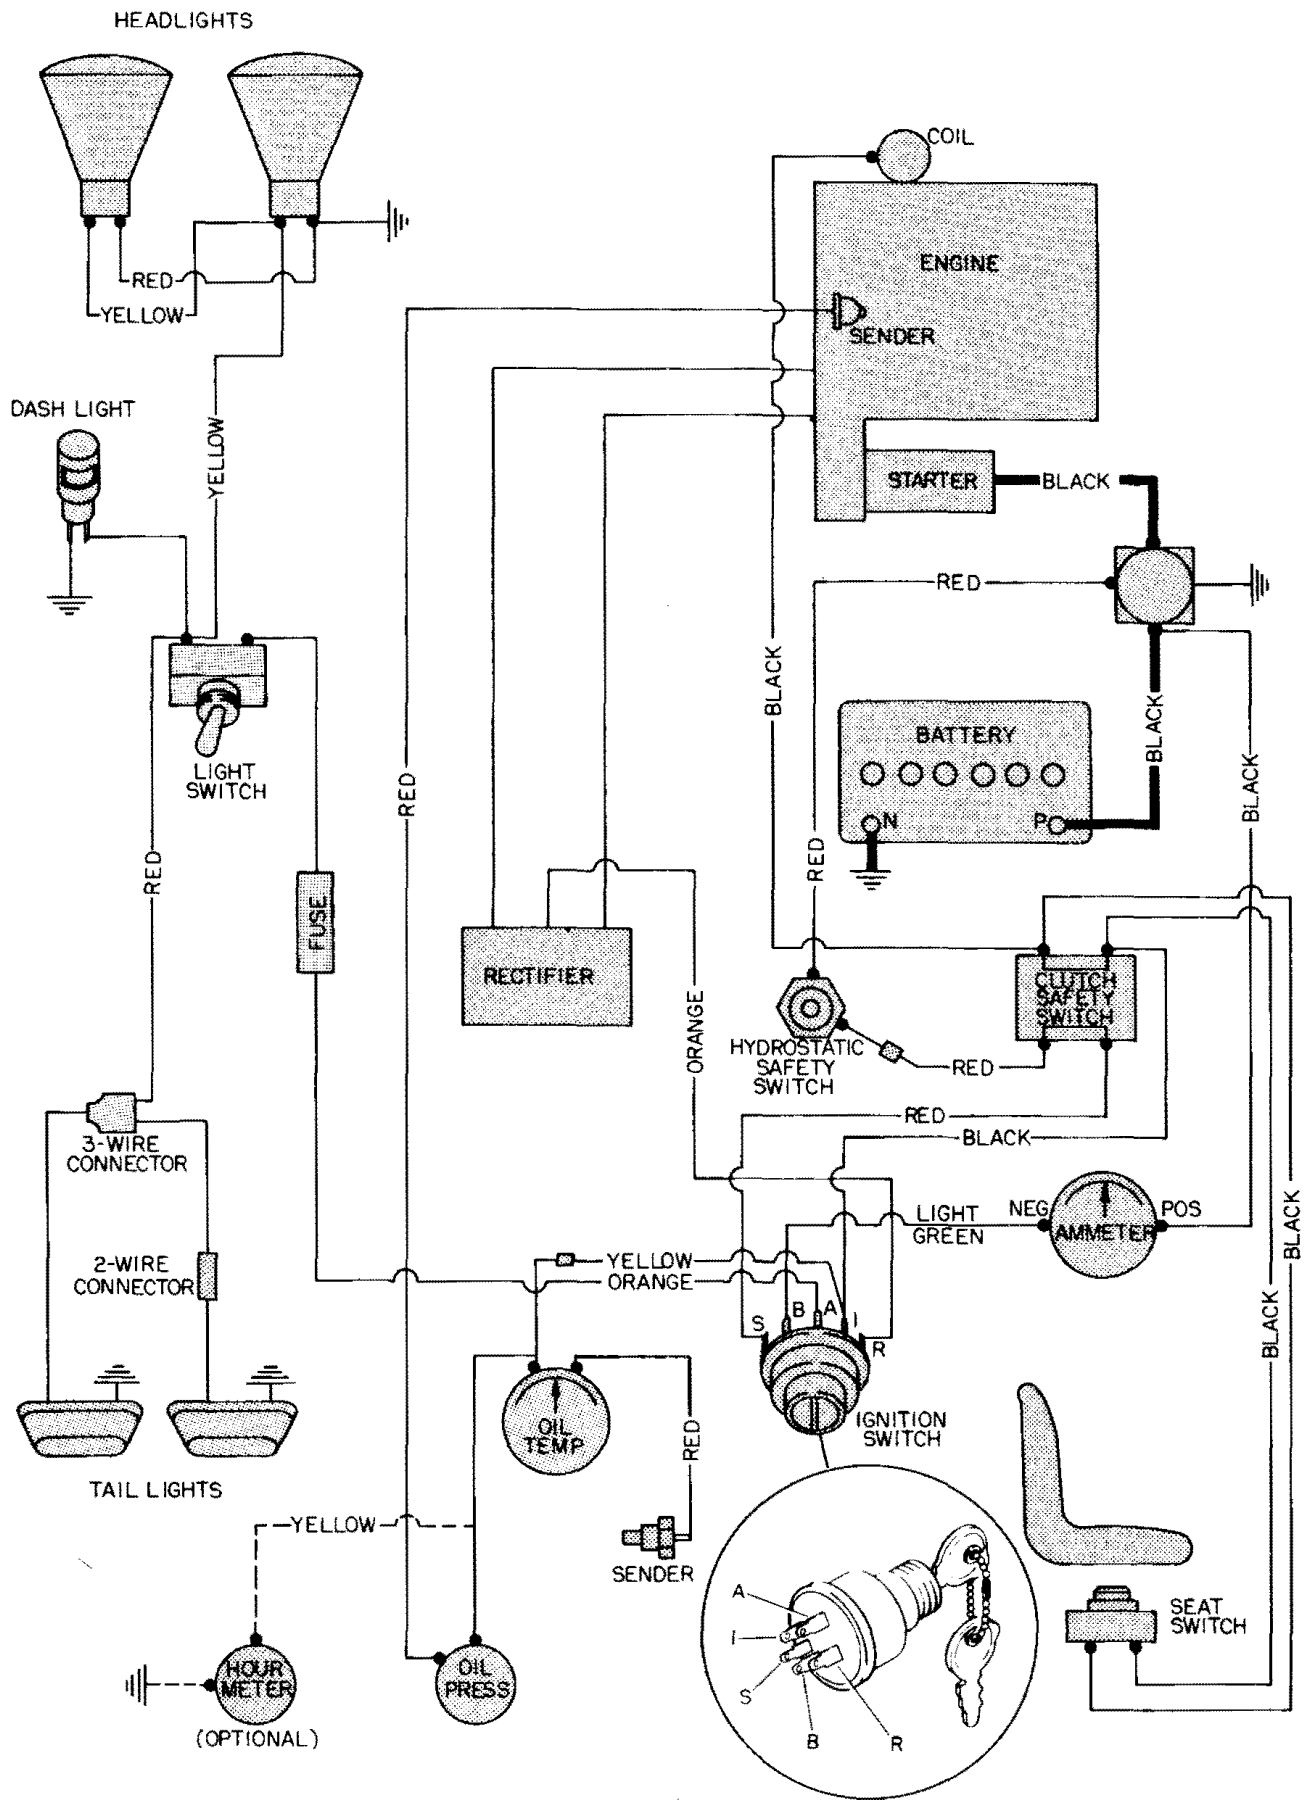 HEADLIGHTS
COIL
ENGINE
RED
YELLOW
SENDER
DASH LIGHT
YELLOW
STARTER
BLACK
RED
BLACK
BLACK
BATTERY
BLACK
LIGHT
SWITCH
RED
N
P
RED
RED
FUSE
RECTIFIER
ORANGE
CLUTCH
SAFETY
SWITCH
HYDROSTATIC
SAFETY
SWITCH
RED
RED
BLACK
3-WIRE
CONNECTOR
BLACK
LIGHT
GREEN
NEG
POS
AMMETER
2-WIRE
CONNECTOR
YELLOW
ORANGE
S
B
A
I
R
BLACK
OIL
TEMP
RED
IGNITION
SWITCH
TAIL LIGHTS
YELLOW
SENDER
A
I
S
B
R
SEAT
SWITCH
HOUR
METER
(OPTIONAL)
OIL
PRESS